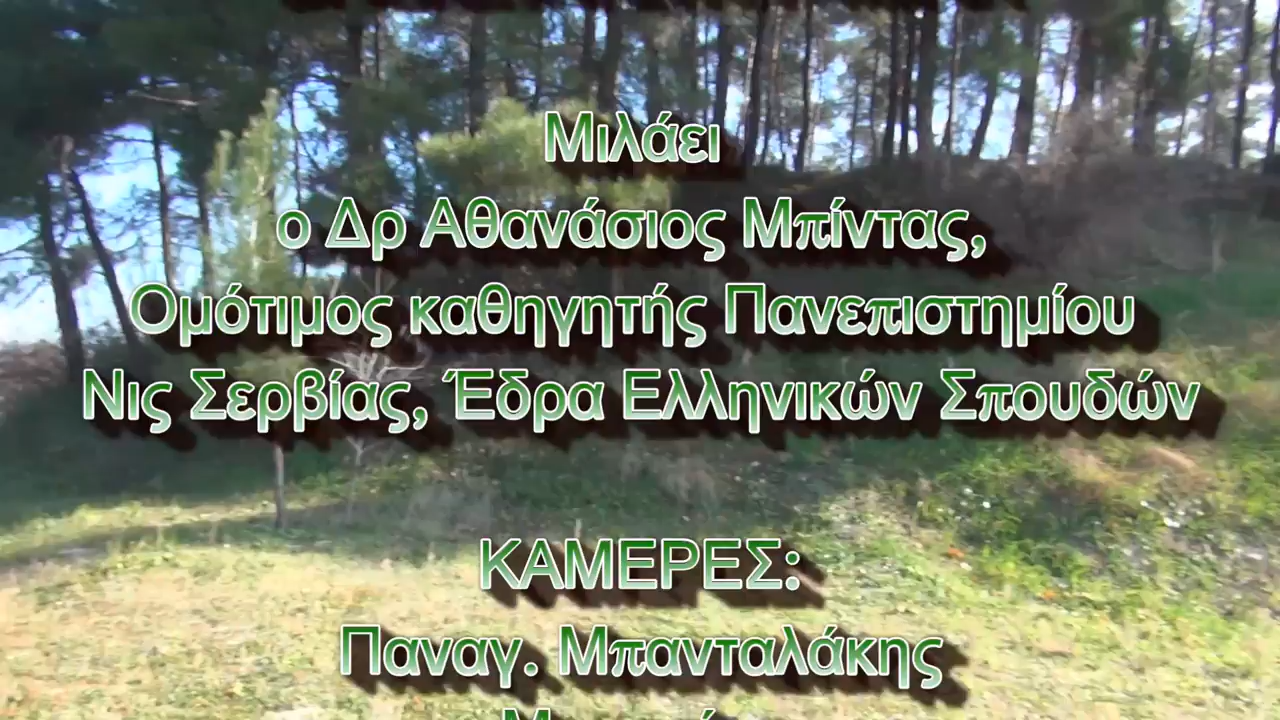 Μιλάει
ο Δρ Αθανάσιος Μπίντας,
Ομότιμος καθηγητής Πανεπιστημίου
Νις Σερβίας, Έδρα Ελληνικών Σπουδών
ΚΑΜΕΡΕΣ:
Παναγ. Μπανταλάκης